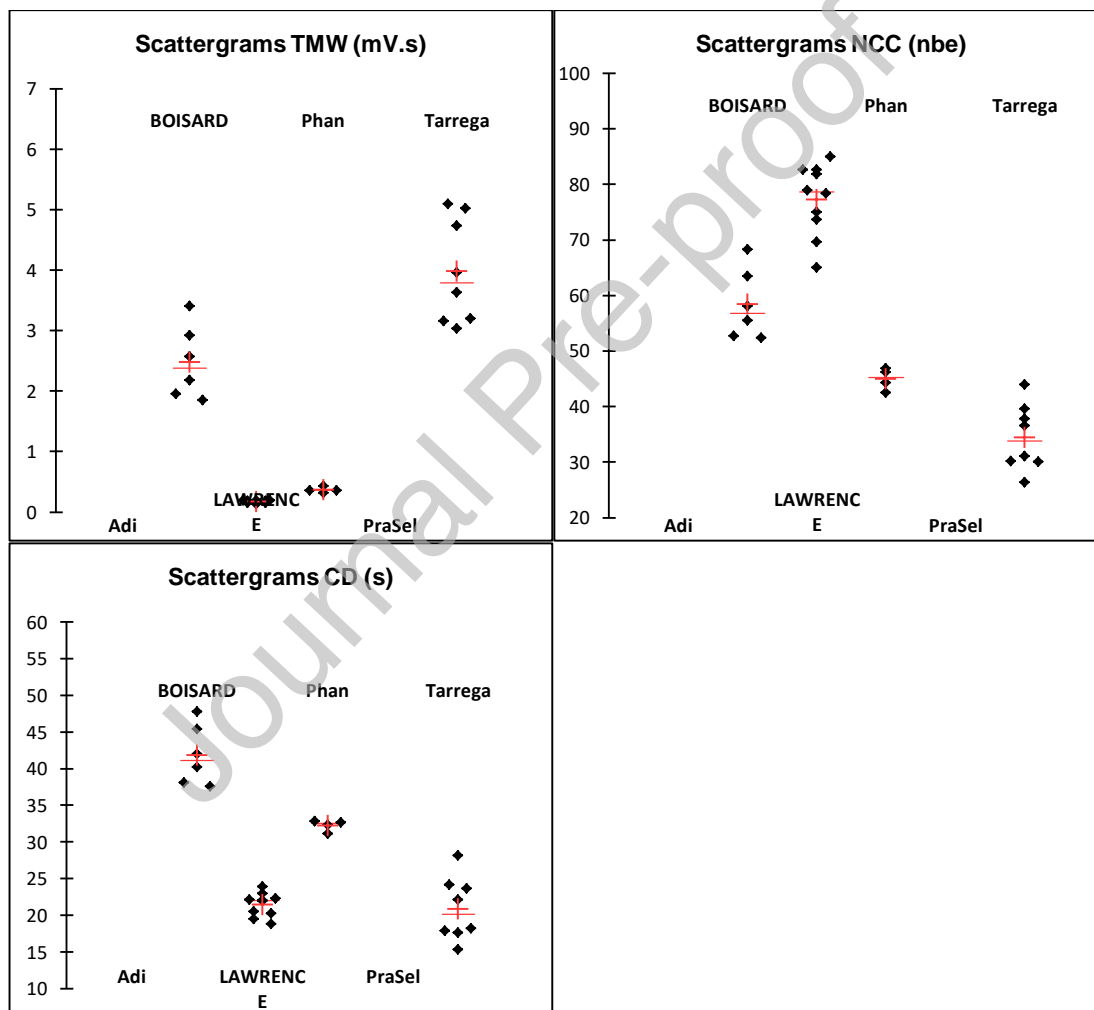 Scattergrams TMW (mV.s)
7
BOISARD Phan Tarrega
6
5
4
3
2
1
0
LAWRENC
E
Adi PraSel
Scattergrams NCC (nbe)
100
90
BOISARD Phan Tarrega
80
70
60
50
40
30
20
LAWRENC
E
Adi PraSel
Scattergrams CD (s)
60
55
50
BOISARD Phan Tarrega
45
40
35
30
25
20
15
10
Adi LAWRENC PraSel
E
Journal Pre-proof